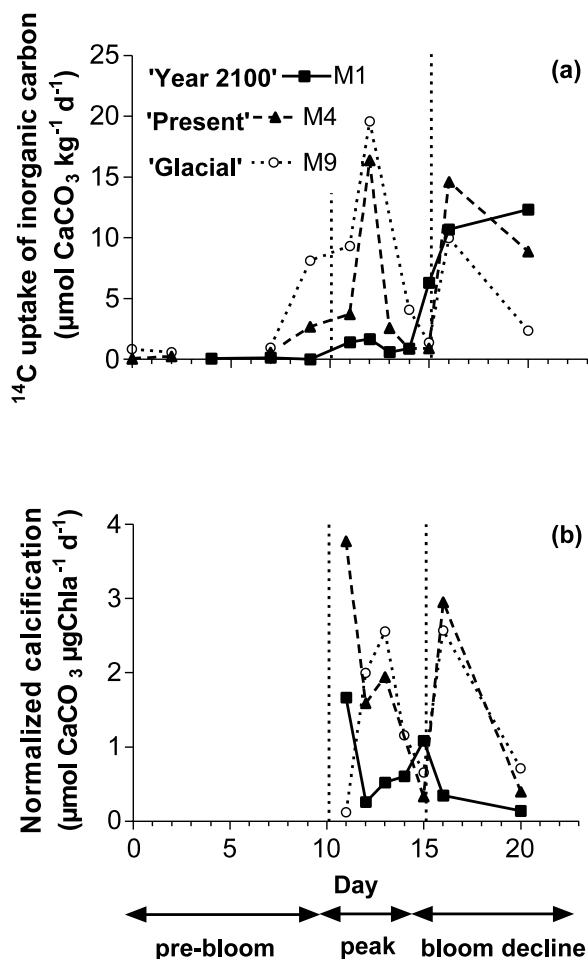 (a)
'Year 2100' M1
'Present' M4
'Glacial' M9
¹⁴C uptake of inorganic carbon
(µmol CaCO₃ kg⁻¹ d⁻¹)
25
20
15
10
5
0
(b)
Normalized calcification
(µmol CaCO₃ µgChla⁻¹ d⁻¹)
4
3
2
1
0
0 5 10 15 20
Day
pre-bloom peak bloom decline